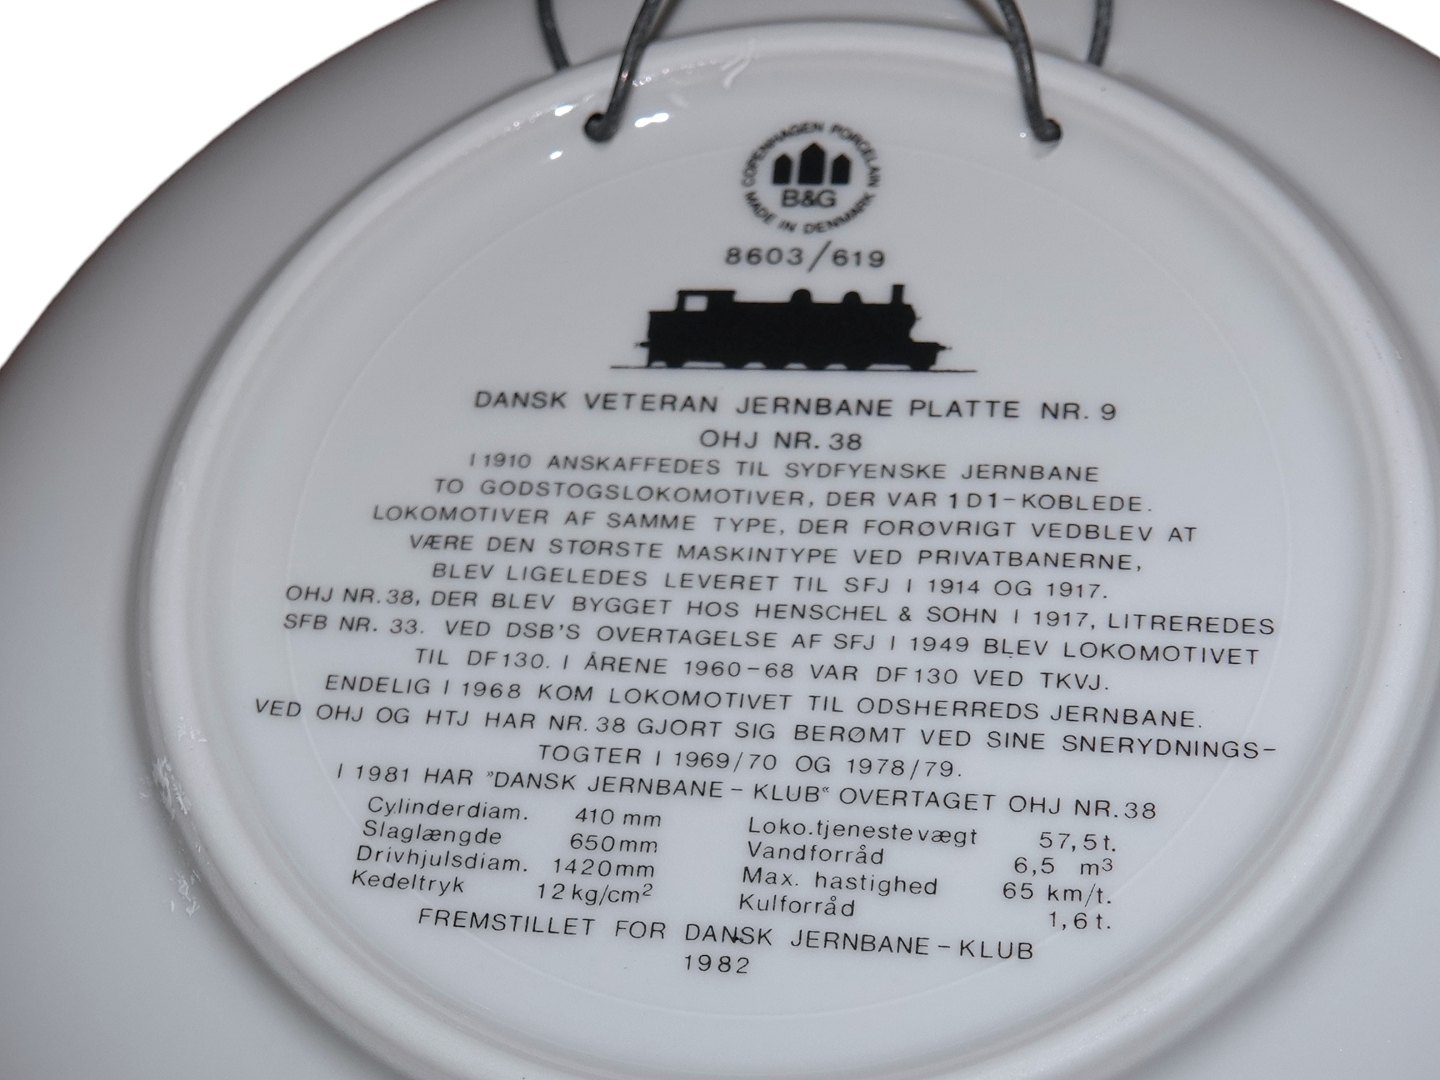 COPENHAGEN PORCELAIN
B&G
MADE IN DENMARK
8603/619
DANSK VETERAN JERNBANE PLATTE NR. 9
OHJ NR. 38
I 1910 ANSKAFFEDES TIL SYDFYENSKE JERNBANE
TO GODSTOGSLOKOMOTIVER, DER VAR 1D1-KOBLEDE.
LOKOMOTIVER AF SAMME TYPE, DER FORØVRIGT VEDBLEV AT
VÆRE DEN STØRSTE MASKINTYPE VED PRIVATBANERNE,
BLEV LIGELEDES LEVERET TIL SFJ I 1914 OG 1917.
OHJ NR. 38, DER BLEV BYGGET HOS HENSCHEL & SOHN I 1917, LITREREDES
SFB NR. 33. VED DSB'S OVERTAGELSE AF SFJ I 1949 BLEV LOKOMOTIVET
TIL DF130. I ÅRENE 1960-68 VAR DF130 VED TKVJ.
ENDELIG I 1968 KOM LOKOMOTIVET TIL ODSHERREDS JERNBANE.
VED OHJ OG HTJ HAR NR. 38 GJORT SIG BERØMT VED SINE SNERYDNINGS-
TOGTER I 1969/70 OG 1978/79.
I 1981 HAR "DANSK JERNBANE-KLUB" OVERTAGET OHJ NR. 38
Cylinderdiam. 410 mm Loko.tjenestevægt 57,5 t.
Slaglængde 650 mm Vandforråd 6,5 m³
Drivhjulsdiam. 1420 mm Max. hastighed 65 km/t.
Kedeltryk 12 kg/cm² Kulforråd 1,6 t.
FREMSTILLET FOR DANSK JERNBANE-KLUB
1982